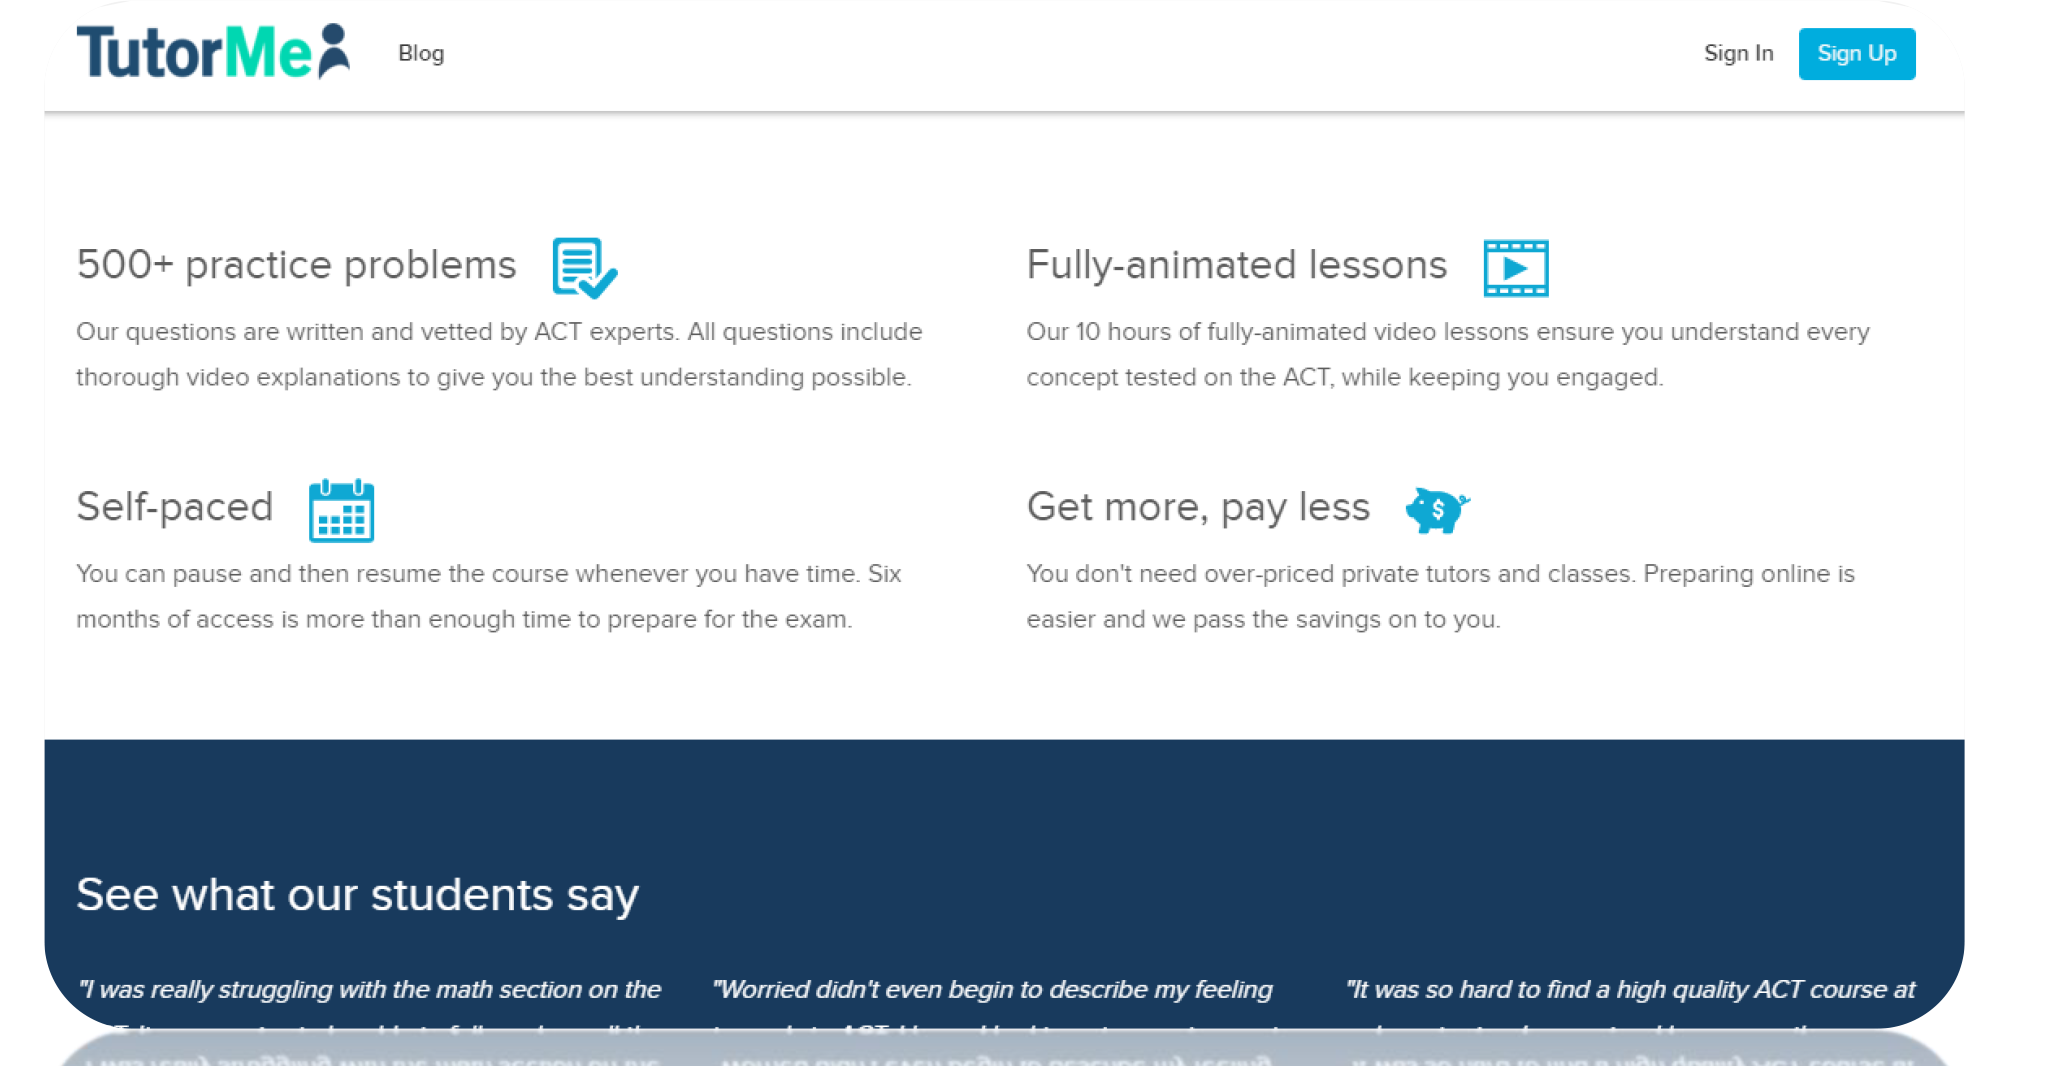 TutorMe
Blog
Sign In
Sign Up
500+ practice problems
Our questions are written and vetted by ACT experts. All questions include
thorough video explanations to give you the best understanding possible.
Fully-animated lessons
Our 10 hours of fully-animated video lessons ensure you understand every
concept tested on the ACT, while keeping you engaged.
Self-paced
You can pause and then resume the course whenever you have time. Six
months of access is more than enough time to prepare for the exam.
Get more, pay less
$
You don't need over-priced private tutors and classes. Preparing online is
easier and we pass the savings on to you.
See what our students say
"I was really struggling with the math section on the
"Worried didn't even begin to describe my feeling
"It was so hard to find a high quality ACT course at